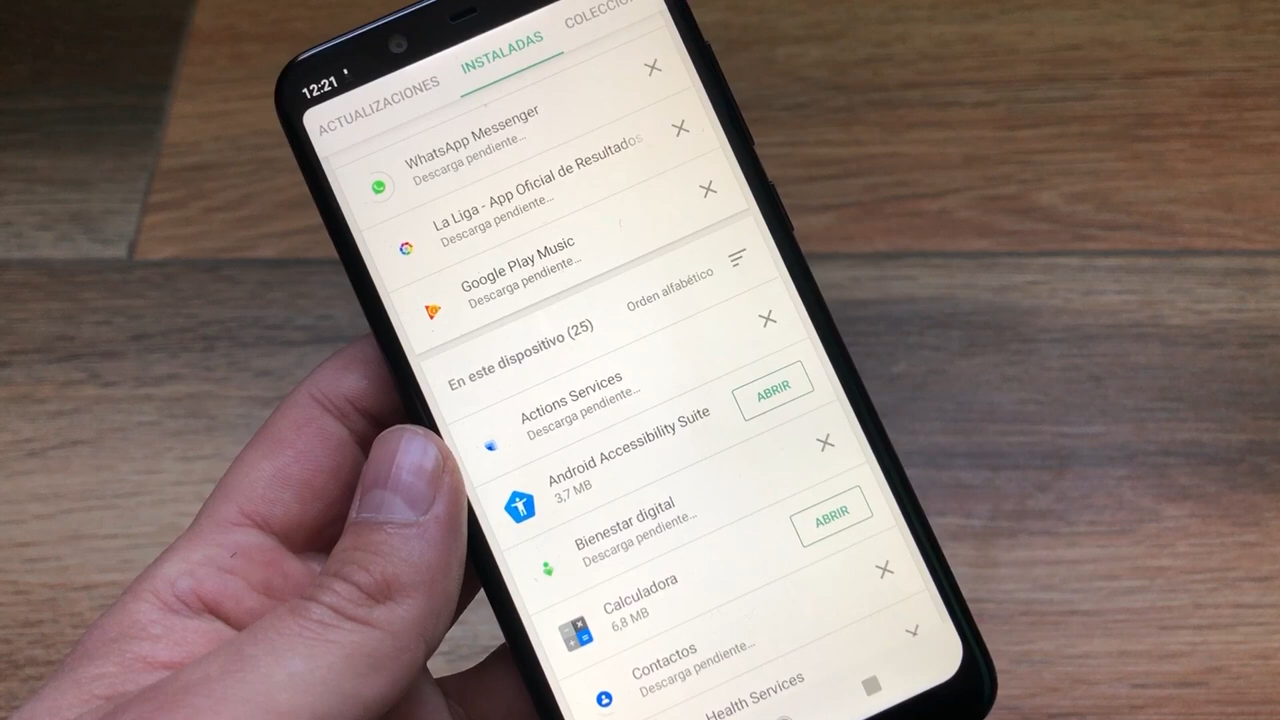 12:21
ACTUALIZACIONES
INSTALADAS
COLECCIÓN
WhatsApp Messenger
Descarga pendiente...
La Liga - App Oficial de Resultados
Descarga pendiente...
Google Play Music
Descarga pendiente...
En este dispositivo (25)
Orden alfabético
Actions Services
Descarga pendiente...
Android Accessibility Suite
3,7 MB
ABRIR
Bienestar digital
Descarga pendiente...
Calculadora
6,8 MB
ABRIR
Contactos
Descarga pendiente...
Health Services